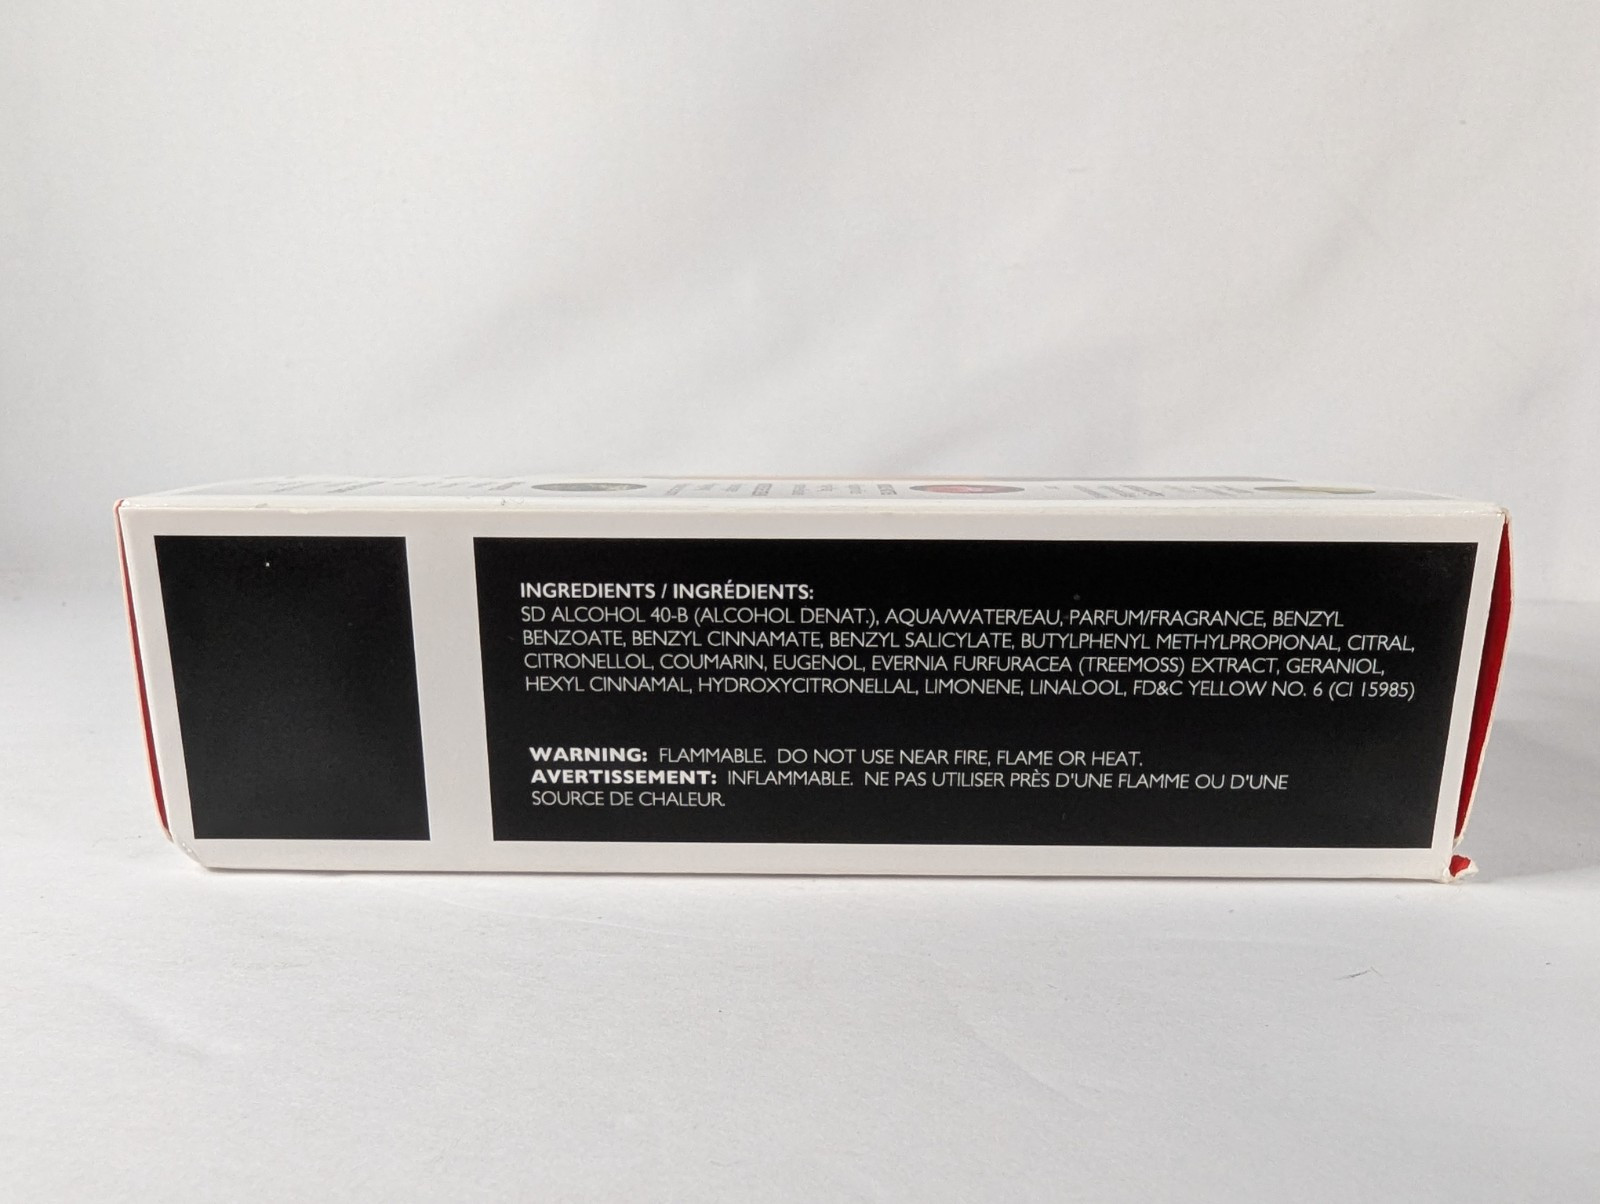 INGREDIENTS / INGRÉDIENTS:
SD ALCOHOL 40-B (ALCOHOL DENAT.), AQUA/WATER/EAU, PARFUM/FRAGRANCE, BENZYL
BENZOATE, BENZYL CINNAMATE, BENZYL SALICYLATE, BUTYLPHENYL METHYLPROPIONAL, CITRAL,
CITRONELLOL, COUMARIN, EUGENOL, EVERNIA FURFURACEA (TREEMOSS) EXTRACT, GERANIOL,
HEXYL CINNAMAL, HYDROXYCITRONELLAL, LIMONENE, LINALOOL, FD&C YELLOW NO. 6 (CI 15985)
WARNING: FLAMMABLE. DO NOT USE NEAR FIRE, FLAME OR HEAT.
AVERTISSEMENT: INFLAMMABLE. NE PAS UTILISER PRÈS D'UNE FLAMME OU D'UNE
SOURCE DE CHALEUR.